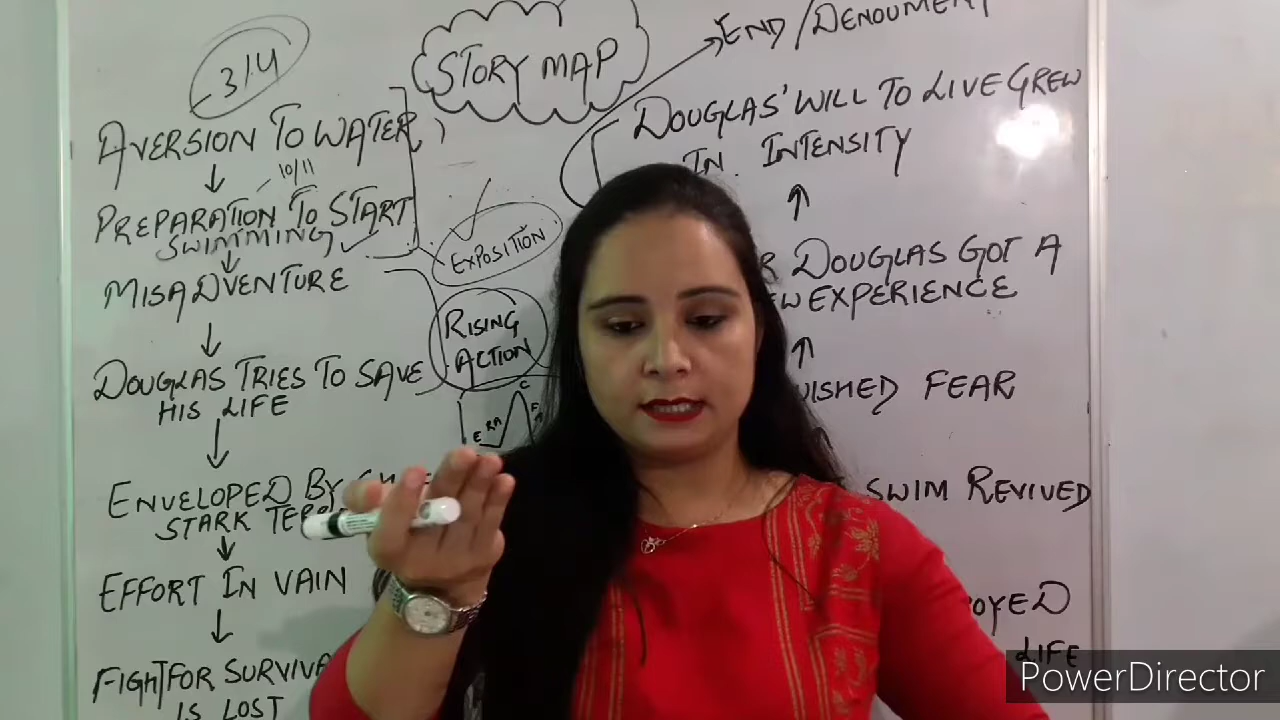 3/4
STORY MAP
END/DENOUMENT
AVERSION TO WATER
10/11
PREPARATION TO START
SWIMMING
MISADVENTURE
DOUGLAS TRIES TO SAVE
HIS LIFE
ENVELOPED BY
STARK
EFFORT IN VAIN
FIGHT FOR
IS LOST
EXPOSITION
RISING
ACTION
C
RA
E
F
DOUGLAS' WILL TO LIVE GREW
IN INTENSITY
DOUGLAS GOT A
EXPERIENCE
FEAR
SWIM REVIVED
LIFE
PowerDirector